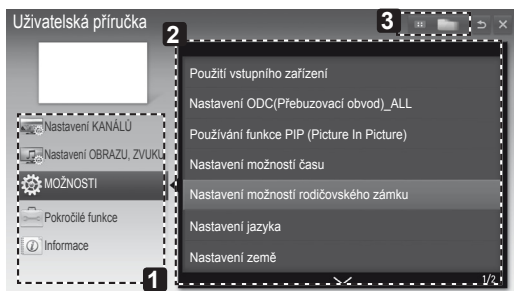 Uživatelská příručka
3
2
Použití vstupního zařízení
Nastavení ODC(Přebuzovací obvod)_ALL
Používání funkce PIP (Picture In Picture)
Nastavení možností času
Nastavení možností rodičovského zámku
Nastavení jazyka
Nastavení země
1/2
Nastavení KANÁLŮ
Nastavení OBRAZU, ZVUKU
MOŽNOSTI
Pokročilé funkce
Informace
1